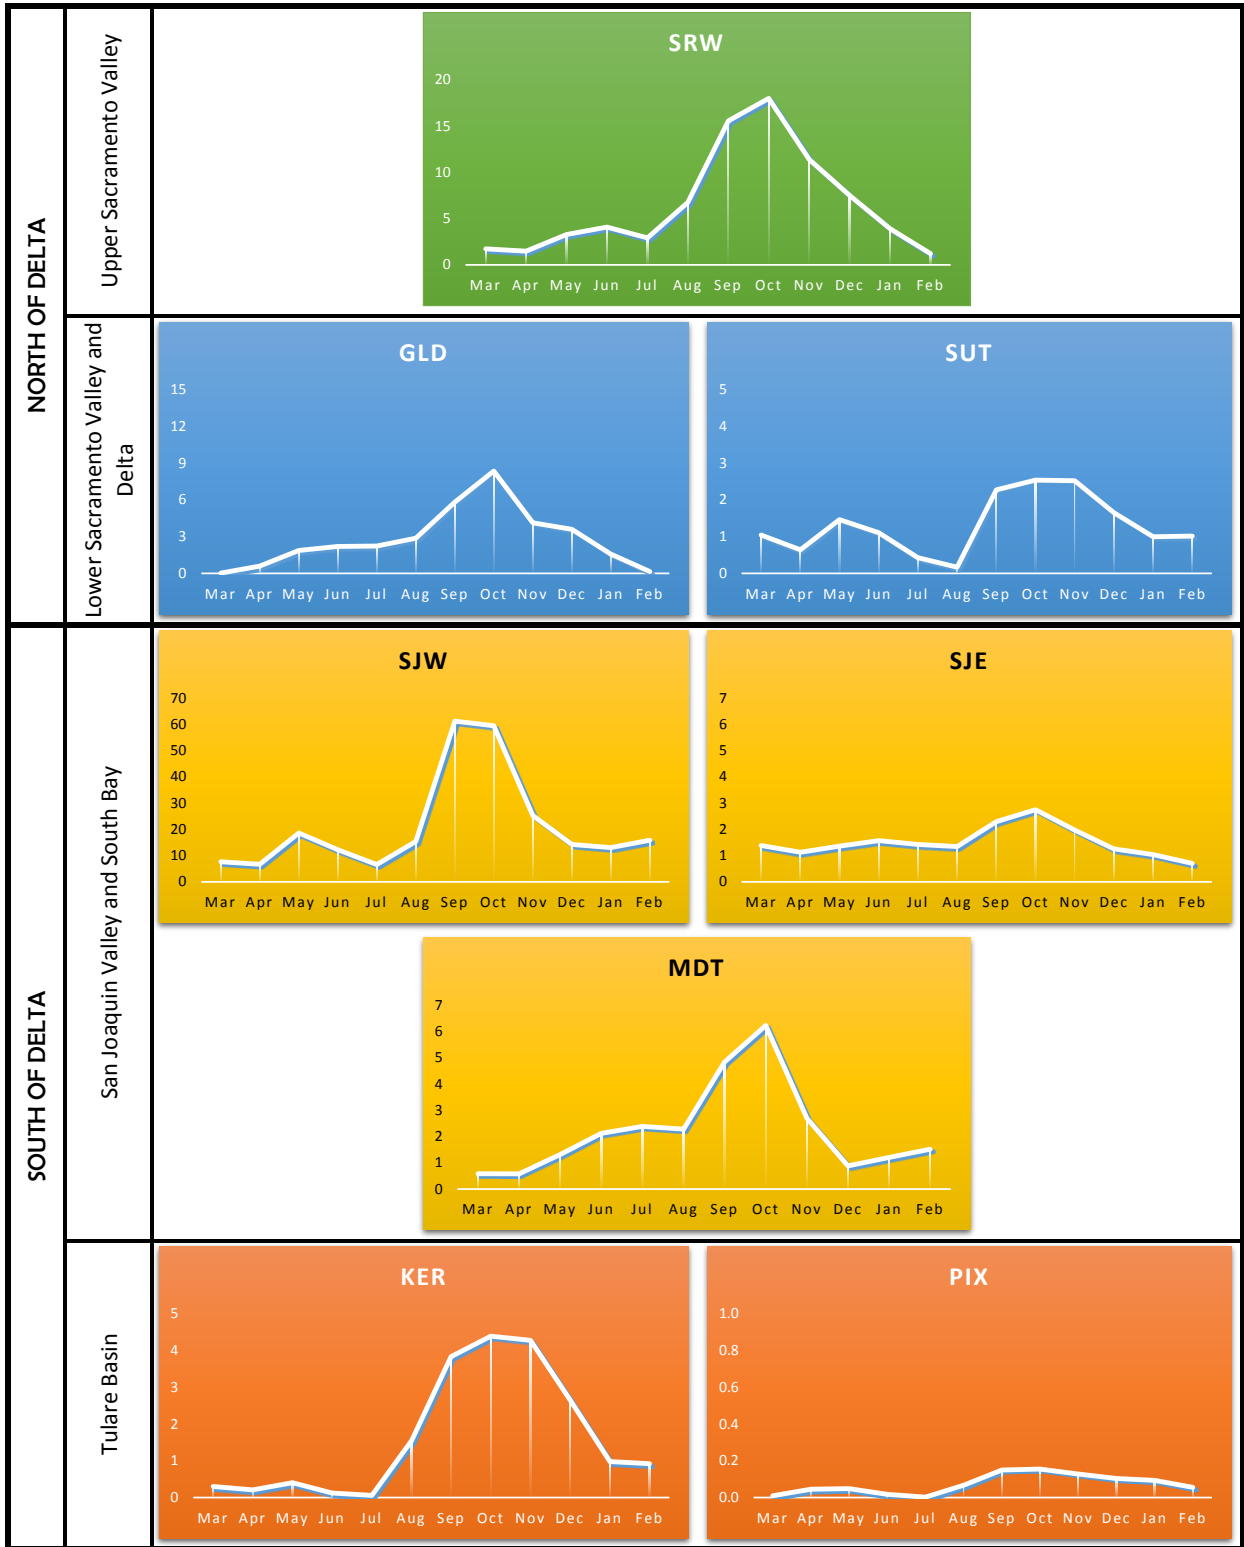 NORTH OF DELTA
Upper Sacramento Valley
SRW
20
15
10
5
0
Mar Apr May Jun Jul Aug Sep Oct Nov Dec Jan Feb
Lower Sacramento Valley and
Delta
GLD
15
12
9
6
3
0
Mar Apr May Jun Jul Aug Sep Oct Nov Dec Jan Feb
SUT
5
4
3
2
1
0
Mar Apr May Jun Jul Aug Sep Oct Nov Dec Jan Feb
SOUTH OF DELTA
San Joaquin Valley and South Bay
SJW
70
60
50
40
30
20
10
0
Mar Apr May Jun Jul Aug Sep Oct Nov Dec Jan Feb
SJE
7
6
5
4
3
2
1
0
Mar Apr May Jun Jul Aug Sep Oct Nov Dec Jan Feb
MDT
7
6
5
4
3
2
1
0
Mar Apr May Jun Jul Aug Sep Oct Nov Dec Jan Feb
Tulare Basin
KER
5
4
3
2
1
0
Mar Apr May Jun Jul Aug Sep Oct Nov Dec Jan Feb
PIX
1.0
0.8
0.6
0.4
0.2
0.0
Mar Apr May Jun Jul Aug Sep Oct Nov Dec Jan Feb